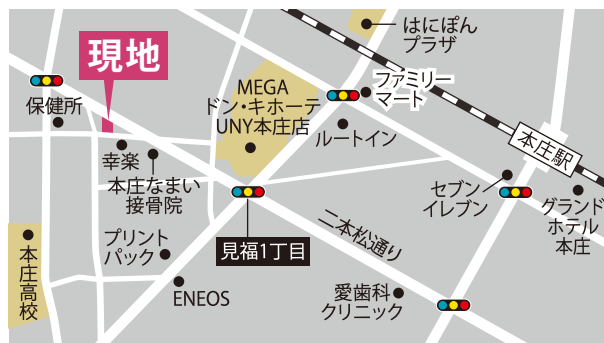 現地
はにぽん
プラザ
保健所
MEGA
ドン・キホーテ
UNY本庄店
ファミリー
マート
ルートイン
本庄駅
幸楽
本庄なまい
接骨院
セブン
イレブン
グランド
ホテル
本庄
プリント
パック
見福1丁目
二本松通り
本庄高校
ENEOS
愛歯科
クリニック